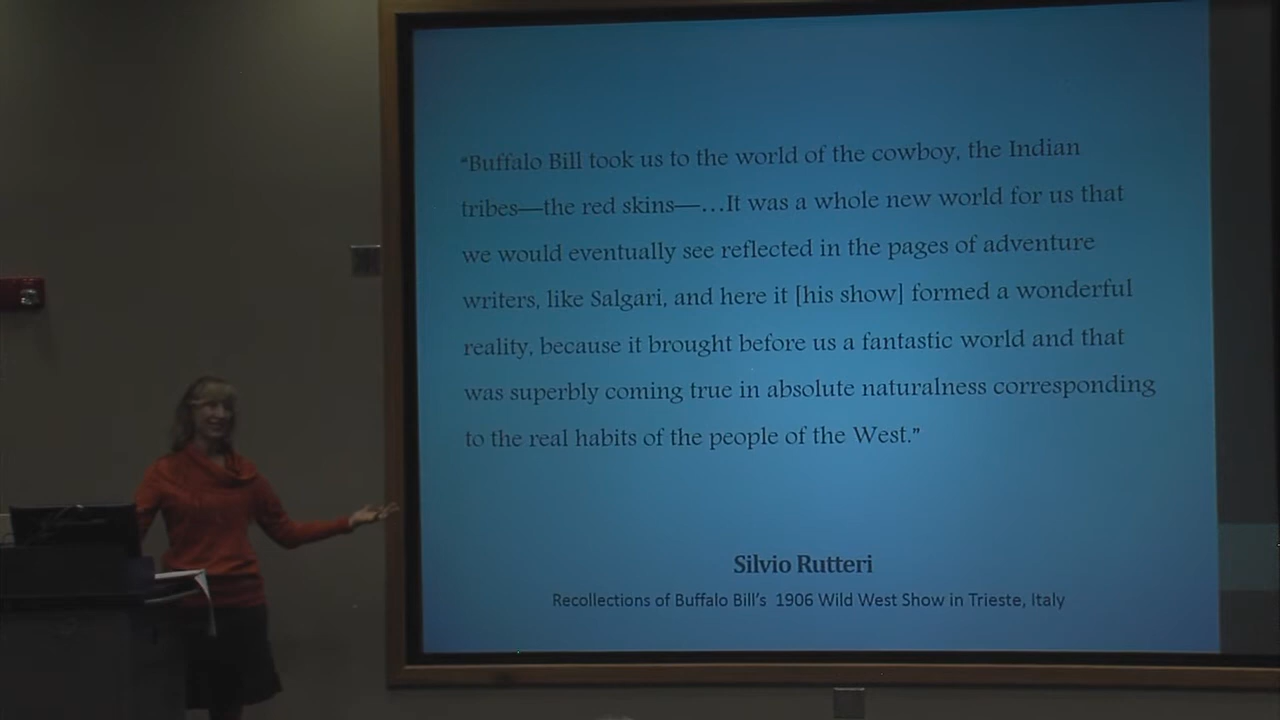 “Buffalo Bill took us to the world of the cowboy, the Indian
tribes—the red skins—…It was a whole new world for us that
we would eventually see reflected in the pages of adventure
writers, like Salgari, and here it [his show] formed a wonderful
reality, because it brought before us a fantastic world and that
was superbly coming true in absolute naturalness corresponding
to the real habits of the people of the West.”
Silvio Rutteri
Recollections of Buffalo Bill’s 1906 Wild West Show in Trieste, Italy